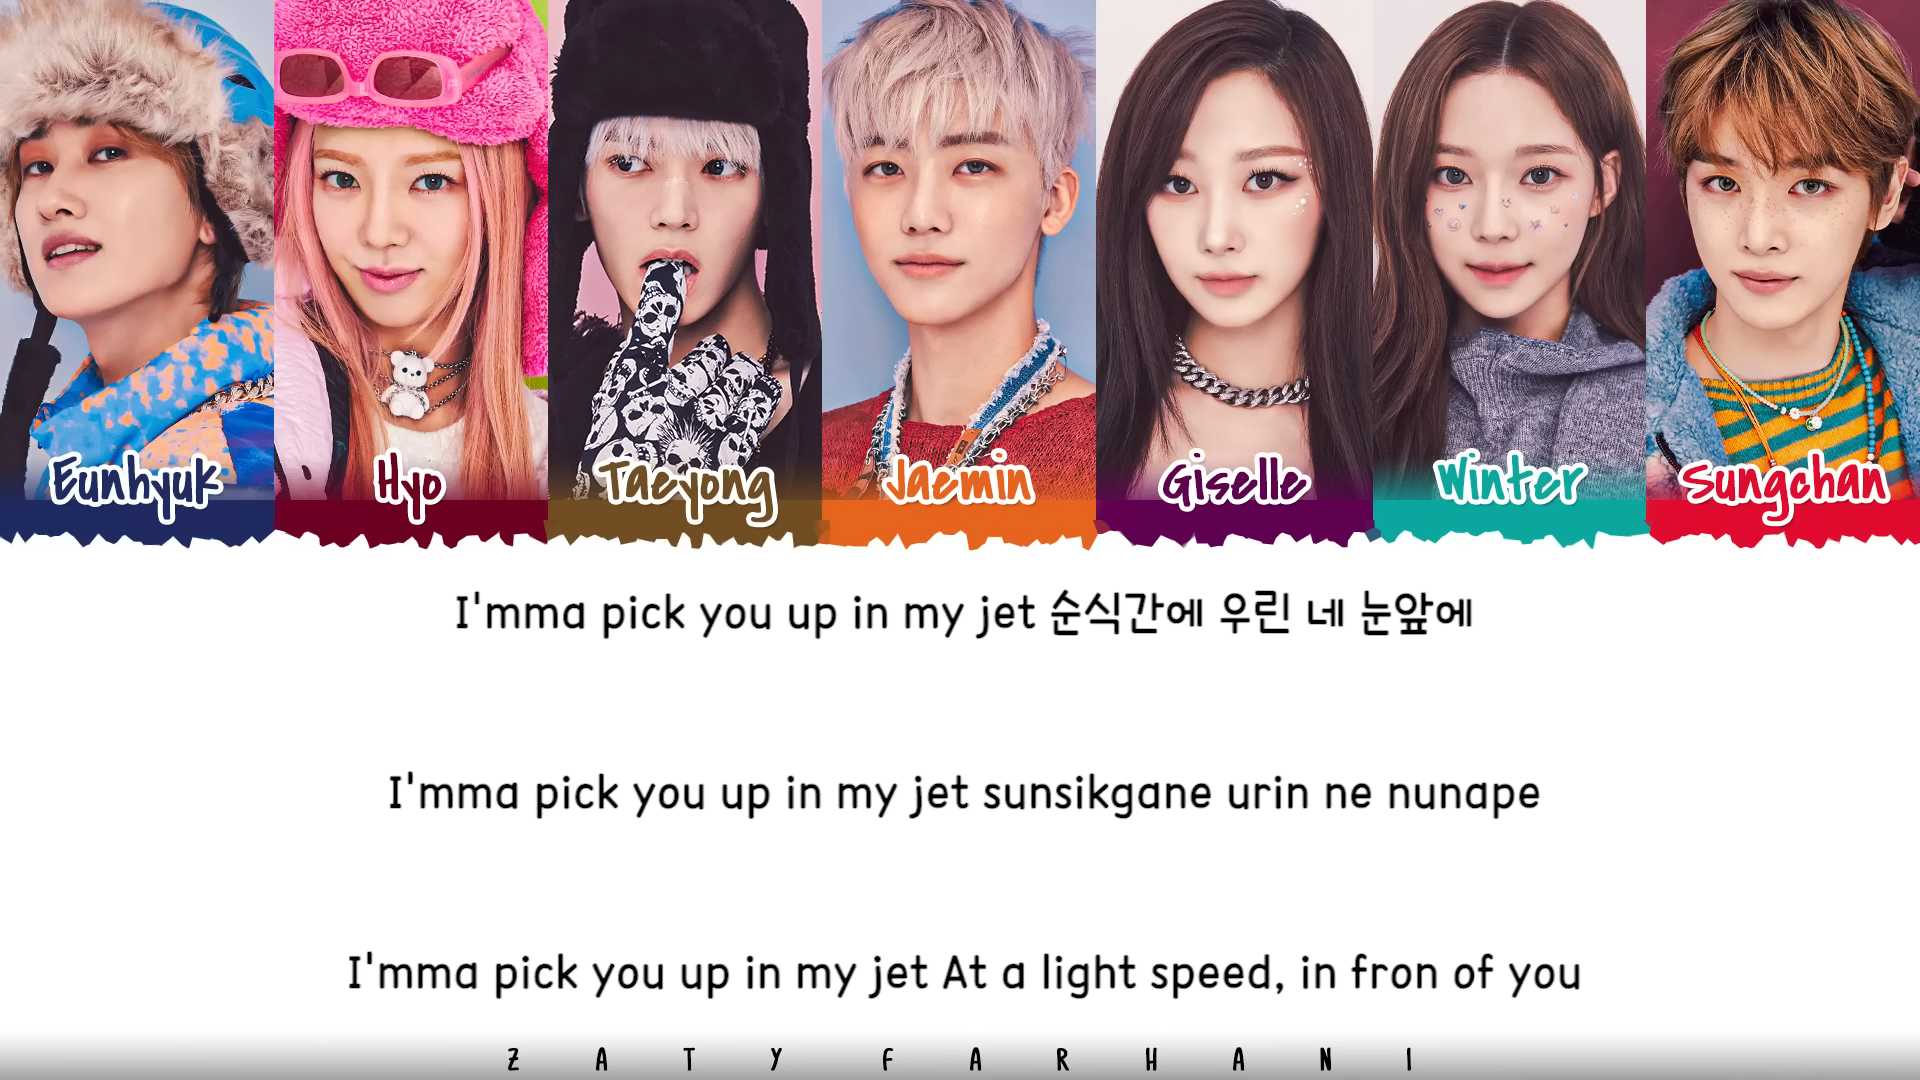 Eunhyuk Hyo Taeyong Jaemin Giselle Winter Sungchan
I'mma pick you up in my jet 순식간에 우린 네 눈앞에
I'mma pick you up in my jet sunsikgane urin ne nunape
I'mma pick you up in my jet At a light speed, in fron of you
ZATY FARHANI